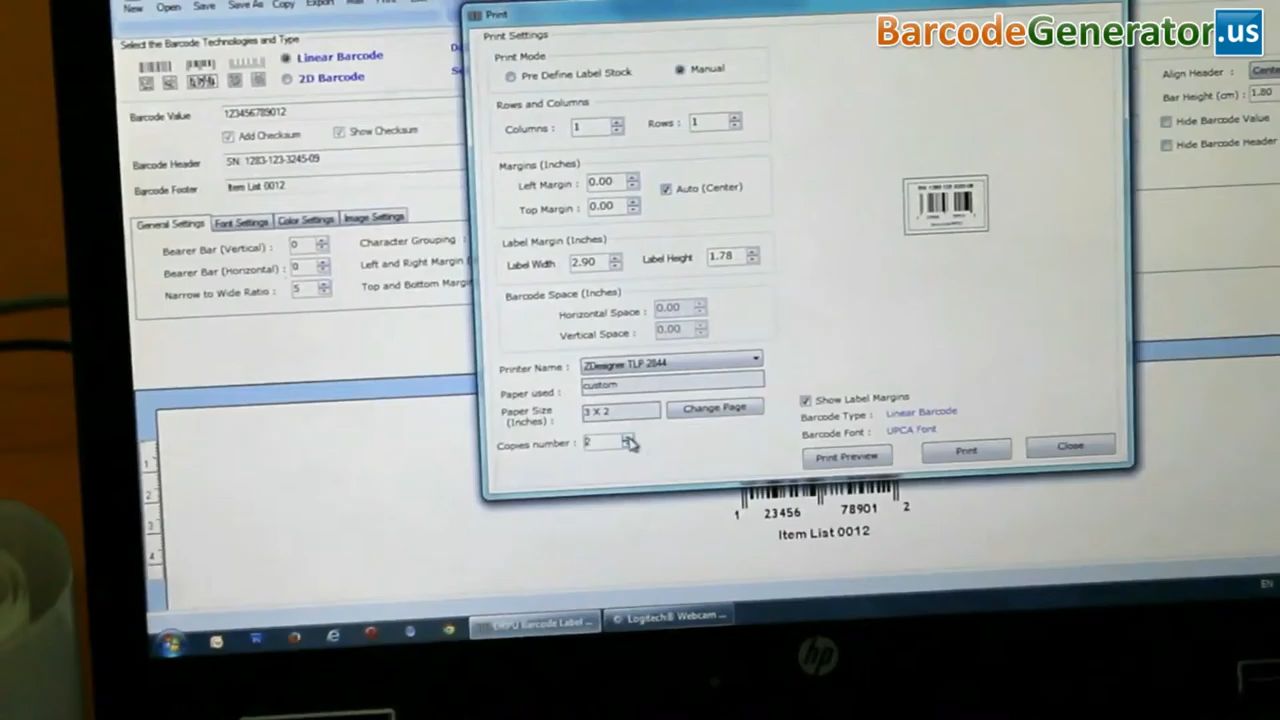 BarcodeGenerator.us
New Open Save Save As Copy Export
Print
Select the Barcode Technologies and Type
Linear Barcode
2D Barcode
Barcode Value 123456789012
Add Checksum Show Checksum
Barcode Header SN: 1283-123-3245-09
Barcode Footer Item List 0012
General Settings Font Settings Color Settings Image Settings
Bearer Bar (Vertical) : 0 Character Grouping :
Bearer Bar (Horizontal) : 0 Left and Right Margin
Narrow to Wide Ratio : 5 Top and Bottom Margin
Print Settings
Print Mode
Pre Define Label Stock Manual
Rows and Columns
Columns : 1 Rows : 1
Margins (Inches)
Left Margin : 0.00 Auto (Center)
Top Margin : 0.00
Label Margin (Inches)
Label Width 2.90 Label Height 1.78
Barcode Space (Inches)
Horizontal Space : 0.00
Vertical Space : 0.00
Printer Name : ZDesigner TLP 2844
Paper used : custom
Paper Size (Inches) : 3 X 2 Change Page
Copies number : 2
Show Label Margins
Barcode Type : Linear Barcode
Barcode Font : UPCA Font
Print Preview Print Close
Align Header :
Bar Height (cm) : 1.80
Hide Barcode Value
Hide Barcode Header
1 23456 78901 2
Item List 0012
1
2
3
4
DRPU Barcode Label ... Logitech® Webcam ...
EN
hp